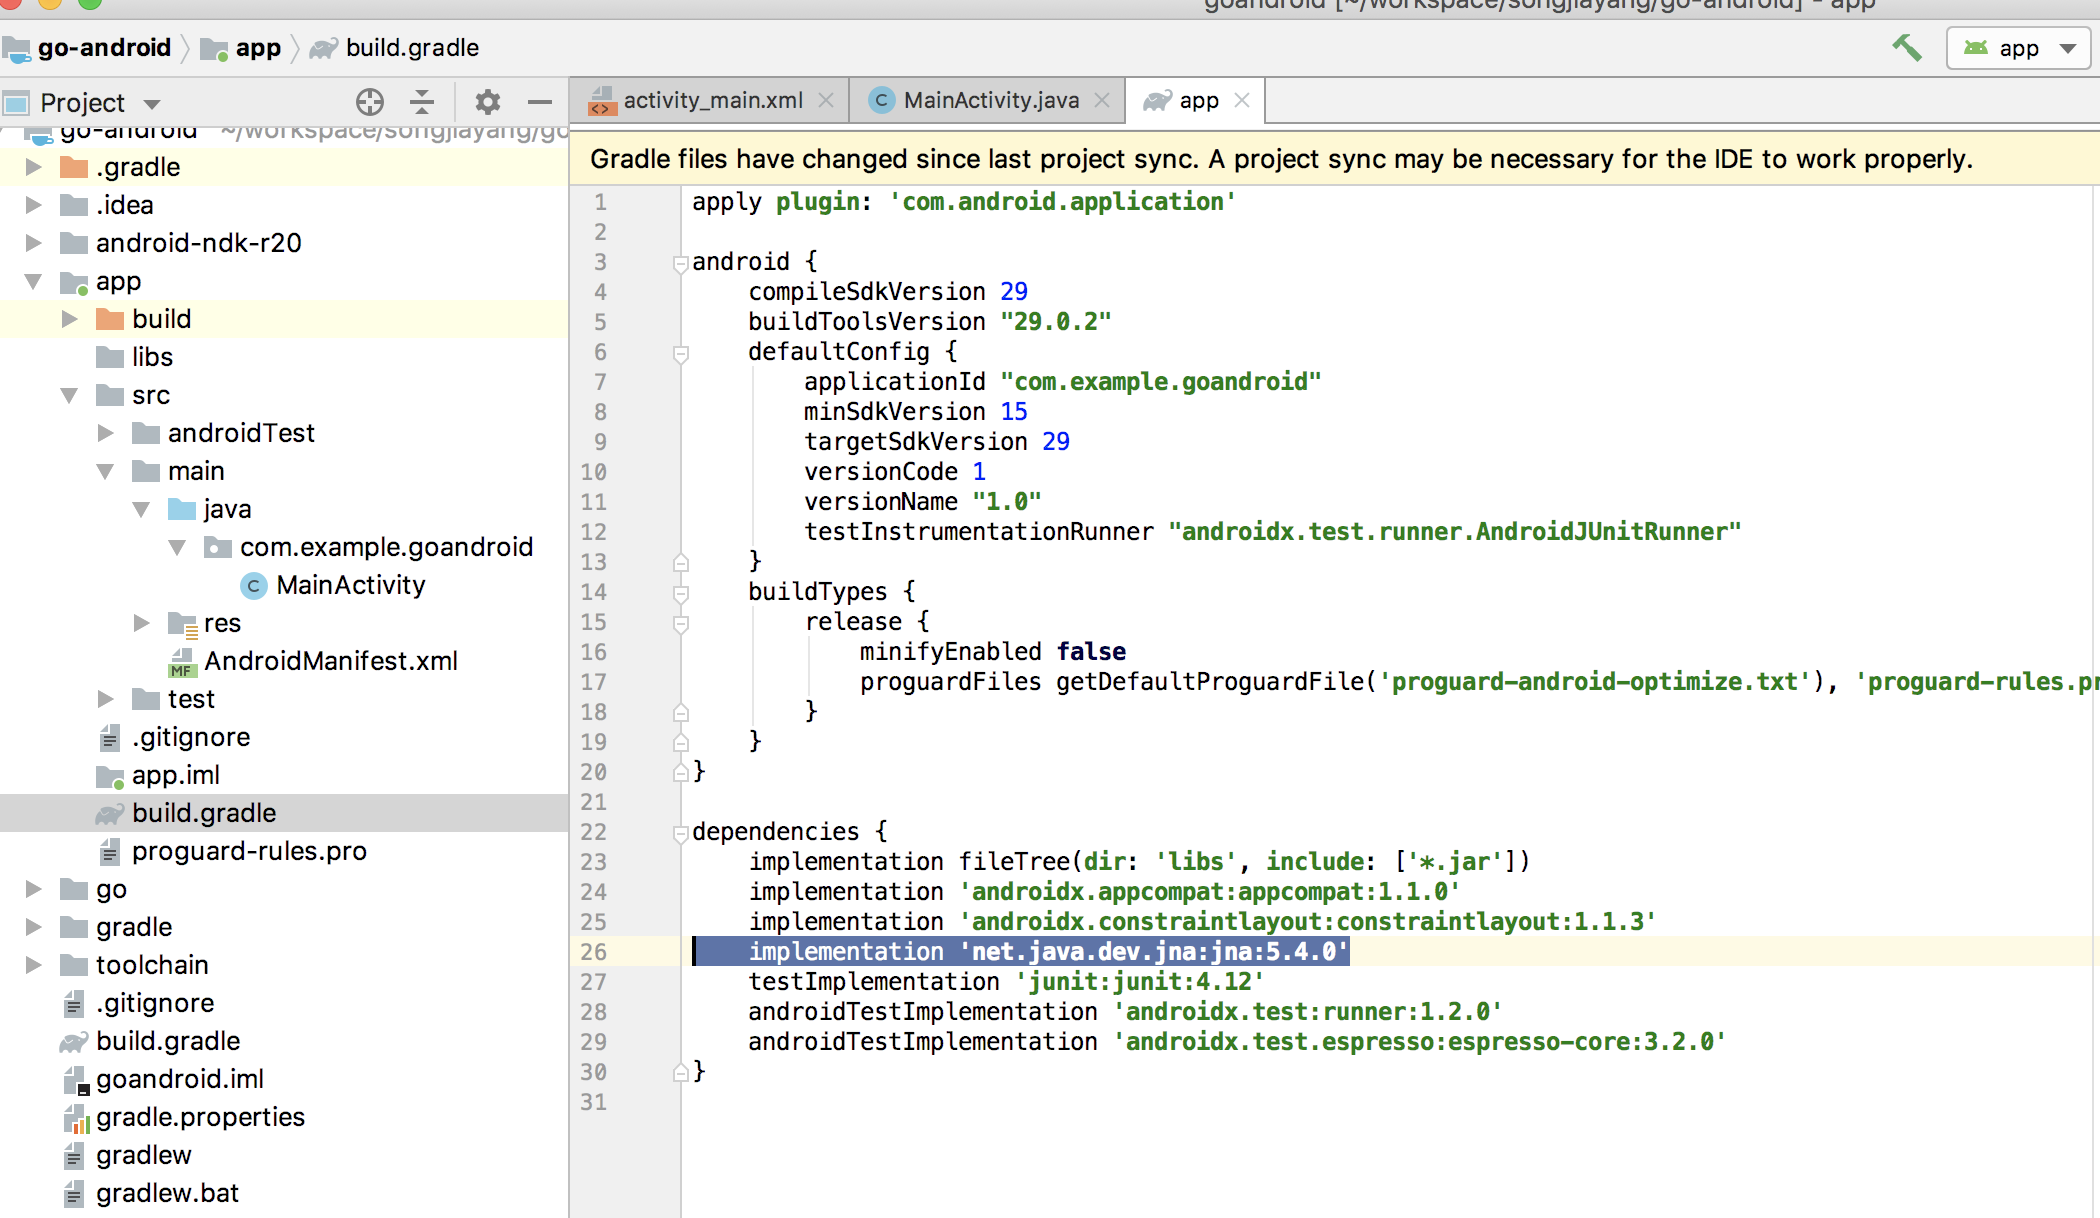 goandroid [~/workspace/songjiayang/go-android] - app
go-android
app
build.gradle
app
Project
activity_main.xml
MainActivity.java
app
go-android ~/workspace/songjiayang/go
.gradle
.idea
android-ndk-r20
app
build
libs
src
androidTest
main
java
com.example.goandroid
C MainActivity
res
MF AndroidManifest.xml
test
.gitignore
app.iml
build.gradle
proguard-rules.pro
go
gradle
toolchain
.gitignore
build.gradle
goandroid.iml
gradle.properties
gradlew
gradlew.bat
Gradle files have changed since last project sync. A project sync may be necessary for the IDE to work properly.
1 apply plugin: 'com.android.application'
2
3 android {
4 compileSdkVersion 29
5 buildToolsVersion "29.0.2"
6 defaultConfig {
7 applicationId "com.example.goandroid"
8 minSdkVersion 15
9 targetSdkVersion 29
10 versionCode 1
11 versionName "1.0"
12 testInstrumentationRunner "androidx.test.runner.AndroidJUnitRunner"
13 }
14 buildTypes {
15 release {
16 minifyEnabled false
17 proguardFiles getDefaultProguardFile('proguard-android-optimize.txt'), 'proguard-rules.pr
18 }
19 }
20 }
21
22 dependencies {
23 implementation fileTree(dir: 'libs', include: ['*.jar'])
24 implementation 'androidx.appcompat:appcompat:1.1.0'
25 implementation 'androidx.constraintlayout:constraintlayout:1.1.3'
26 implementation 'net.java.dev.jna:jna:5.4.0'
27 testImplementation 'junit:junit:4.12'
28 androidTestImplementation 'androidx.test:runner:1.2.0'
29 androidTestImplementation 'androidx.test.espresso:espresso-core:3.2.0'
30 }
31